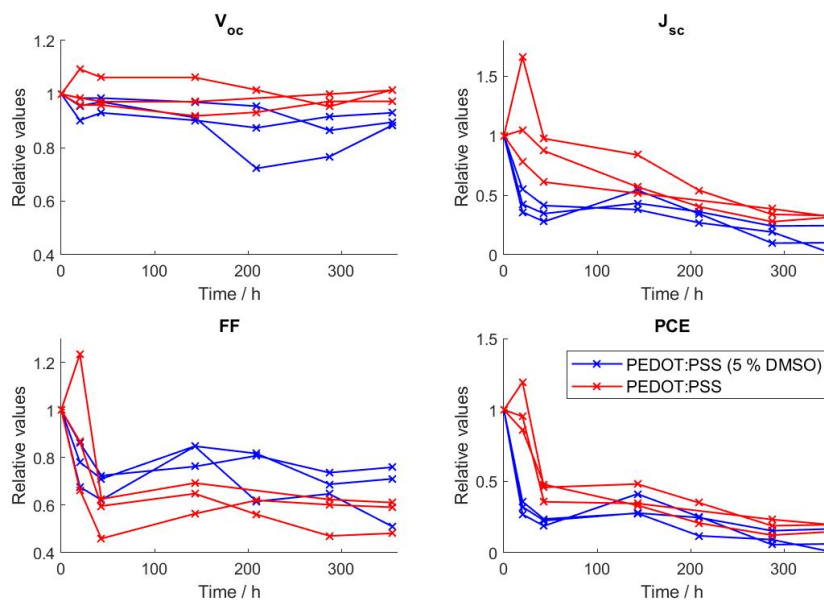 V_oc
1.2
1
0.8
0.6
0.4
Relative values
0 100 200 300
Time / h
J_sc
1.5
1
0.5
0
Relative values
0 100 200 300
Time / h
FF
1.2
1
0.8
0.6
0.4
Relative values
0 100 200 300
Time / h
PCE
1.5
1
0.5
0
Relative values
0 100 200 300
Time / h
PEDOT:PSS (5 % DMSO)
PEDOT:PSS